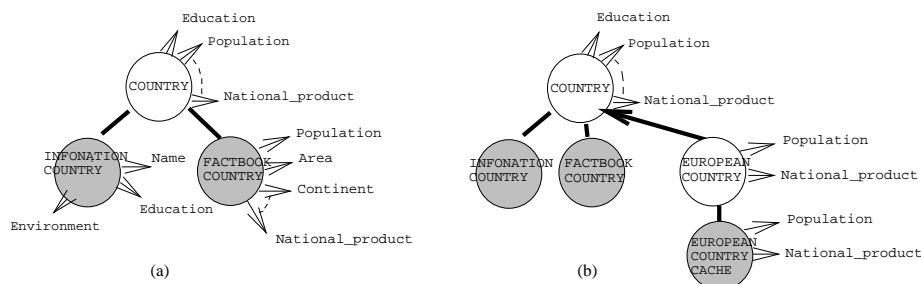 Education
Population
COUNTRY
National_product
INFONATION
COUNTRY
Name
Education
Environment
FACTBOOK
COUNTRY
Population
Area
Continent
National_product
(a)
Education
Population
COUNTRY
National_product
INFONATION
COUNTRY
FACTBOOK
COUNTRY
EUROPEAN
COUNTRY
Population
National_product
EUROPEAN
COUNTRY
CACHE
Population
National_product
(b)